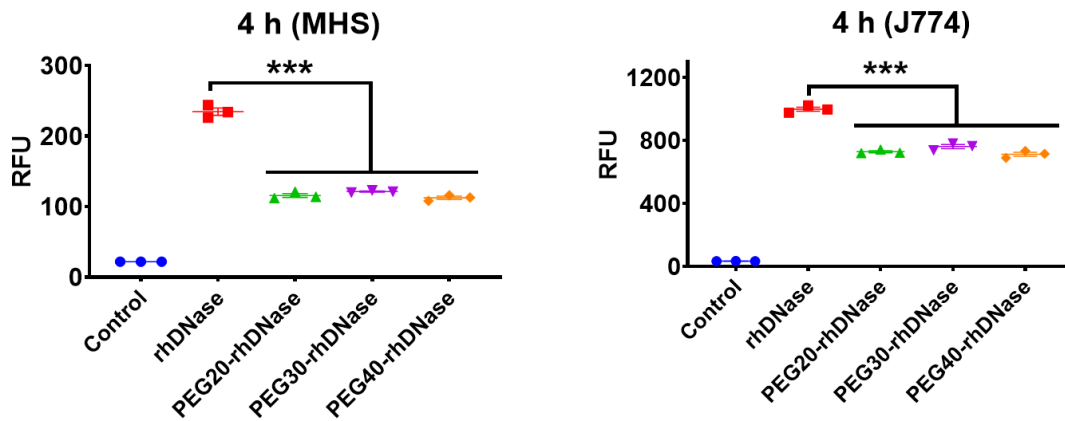 4 h (MHS)
300
200
100
0
RFU
***
Control
rhDNase
PEG20-rhDNase
PEG30-rhDNase
PEG40-rhDNase
4 h (J774)
1200
800
400
0
RFU
***
Control
rhDNase
PEG20-rhDNase
PEG30-rhDNase
PEG40-rhDNase